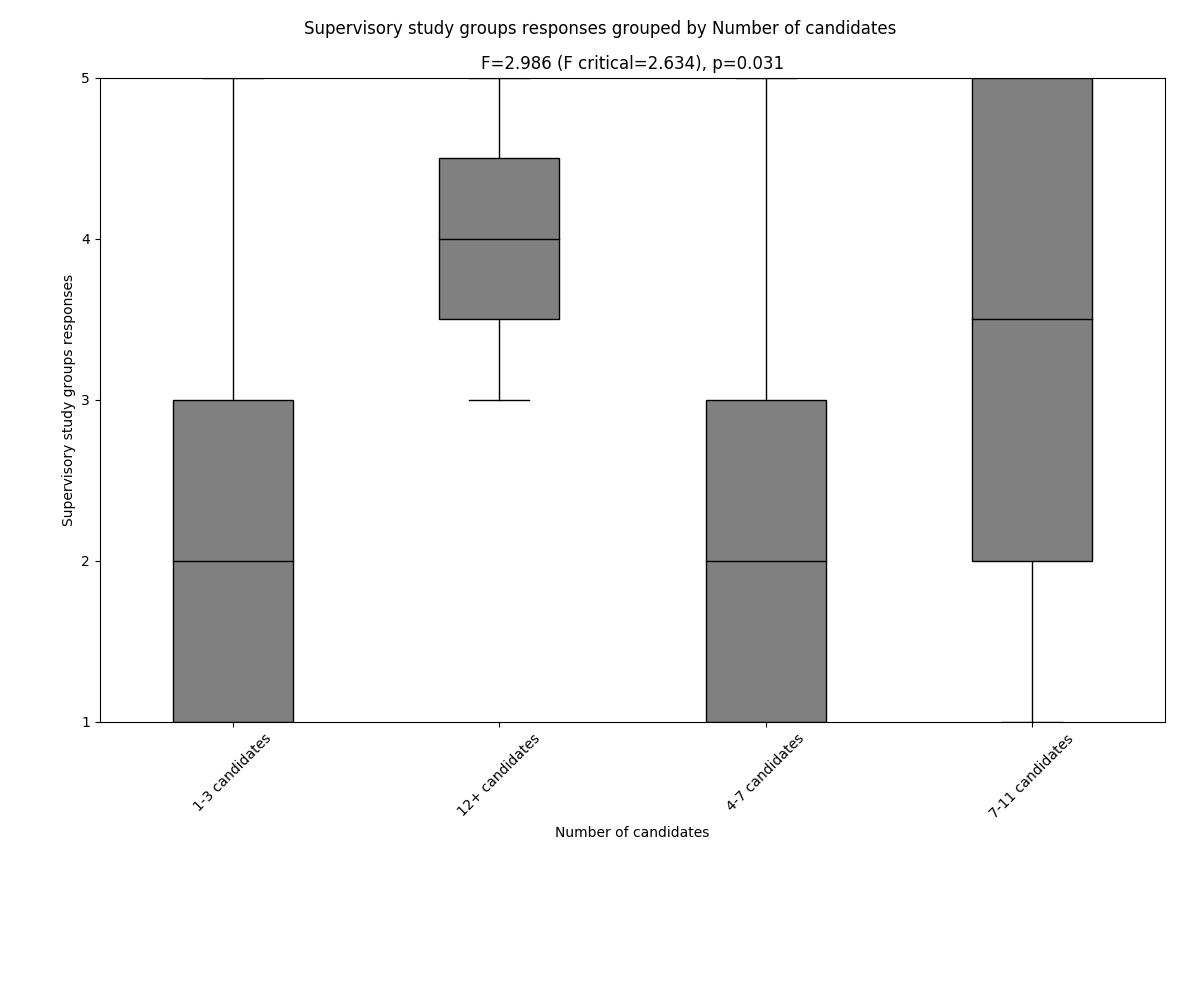 Supervisory study groups responses grouped by Number of candidates
F=2.986 (F critical=2.634), p=0.031
Supervisory study groups responses
5
4
3
2
1
1-3 candidates
12+ candidates
4-7 candidates
7-11 candidates
Number of candidates